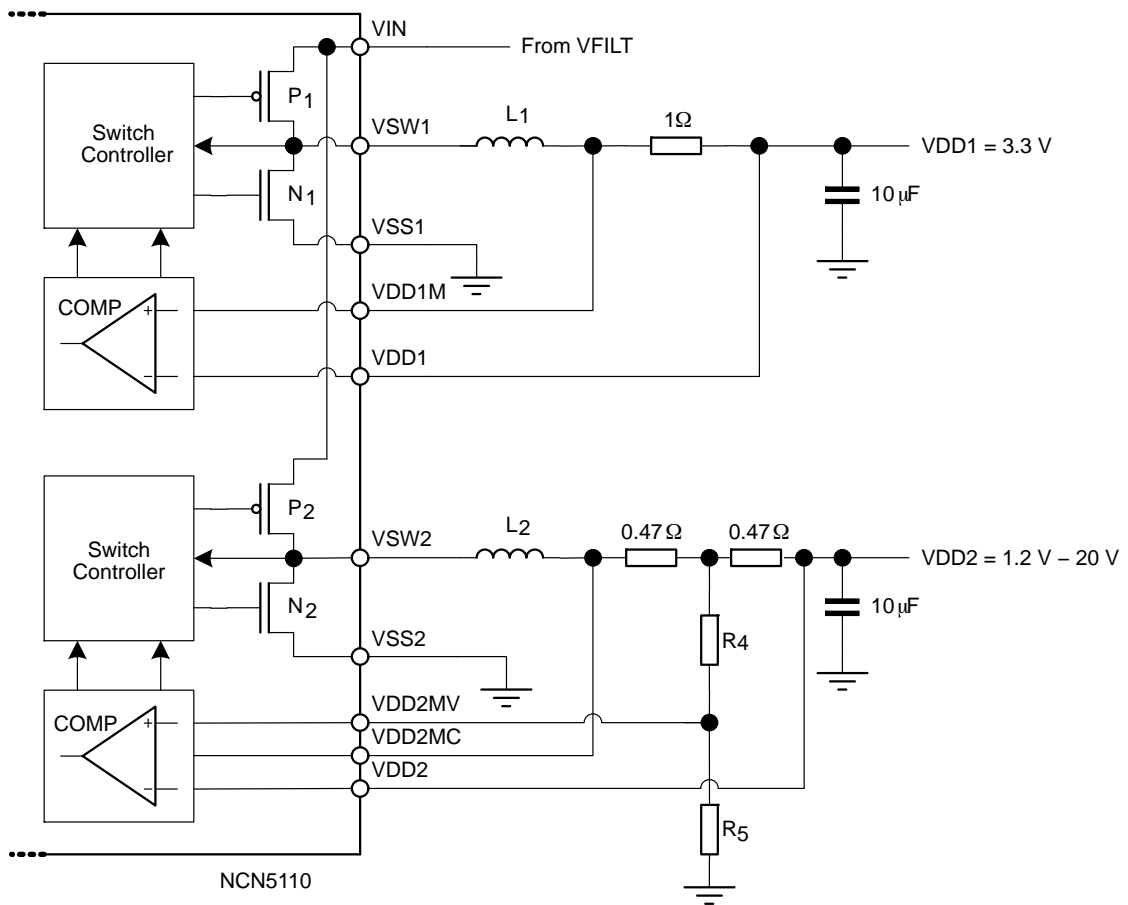 VIN
From VFILT
P1
Switch
Controller
VSW1
L1
1Ω
VDD1 = 3.3 V
N1
10 µF
VSS1
COMP
+
−
VDD1M
VDD1
P2
Switch
Controller
VSW2
L2
0.47 Ω
0.47 Ω
VDD2 = 1.2 V – 20 V
N2
10 µF
VSS2
R4
COMP
+
−
VDD2MV
VDD2MC
VDD2
R5
NCN5110